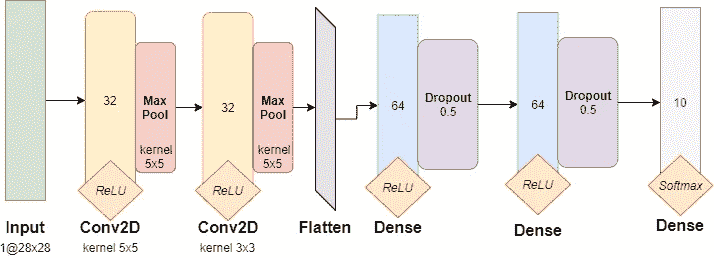 32
Max
Pool
kernel
5x5
ReLU
32
Max
Pool
kernel
5x5
ReLU
64
Dropout
0.5
ReLU
64
Dropout
0.5
ReLU
10
Softmax
Input
1@28x28
Conv2D
kernel 5x5
Conv2D
kernel 3x3
Flatten
Dense
Dense
Dense